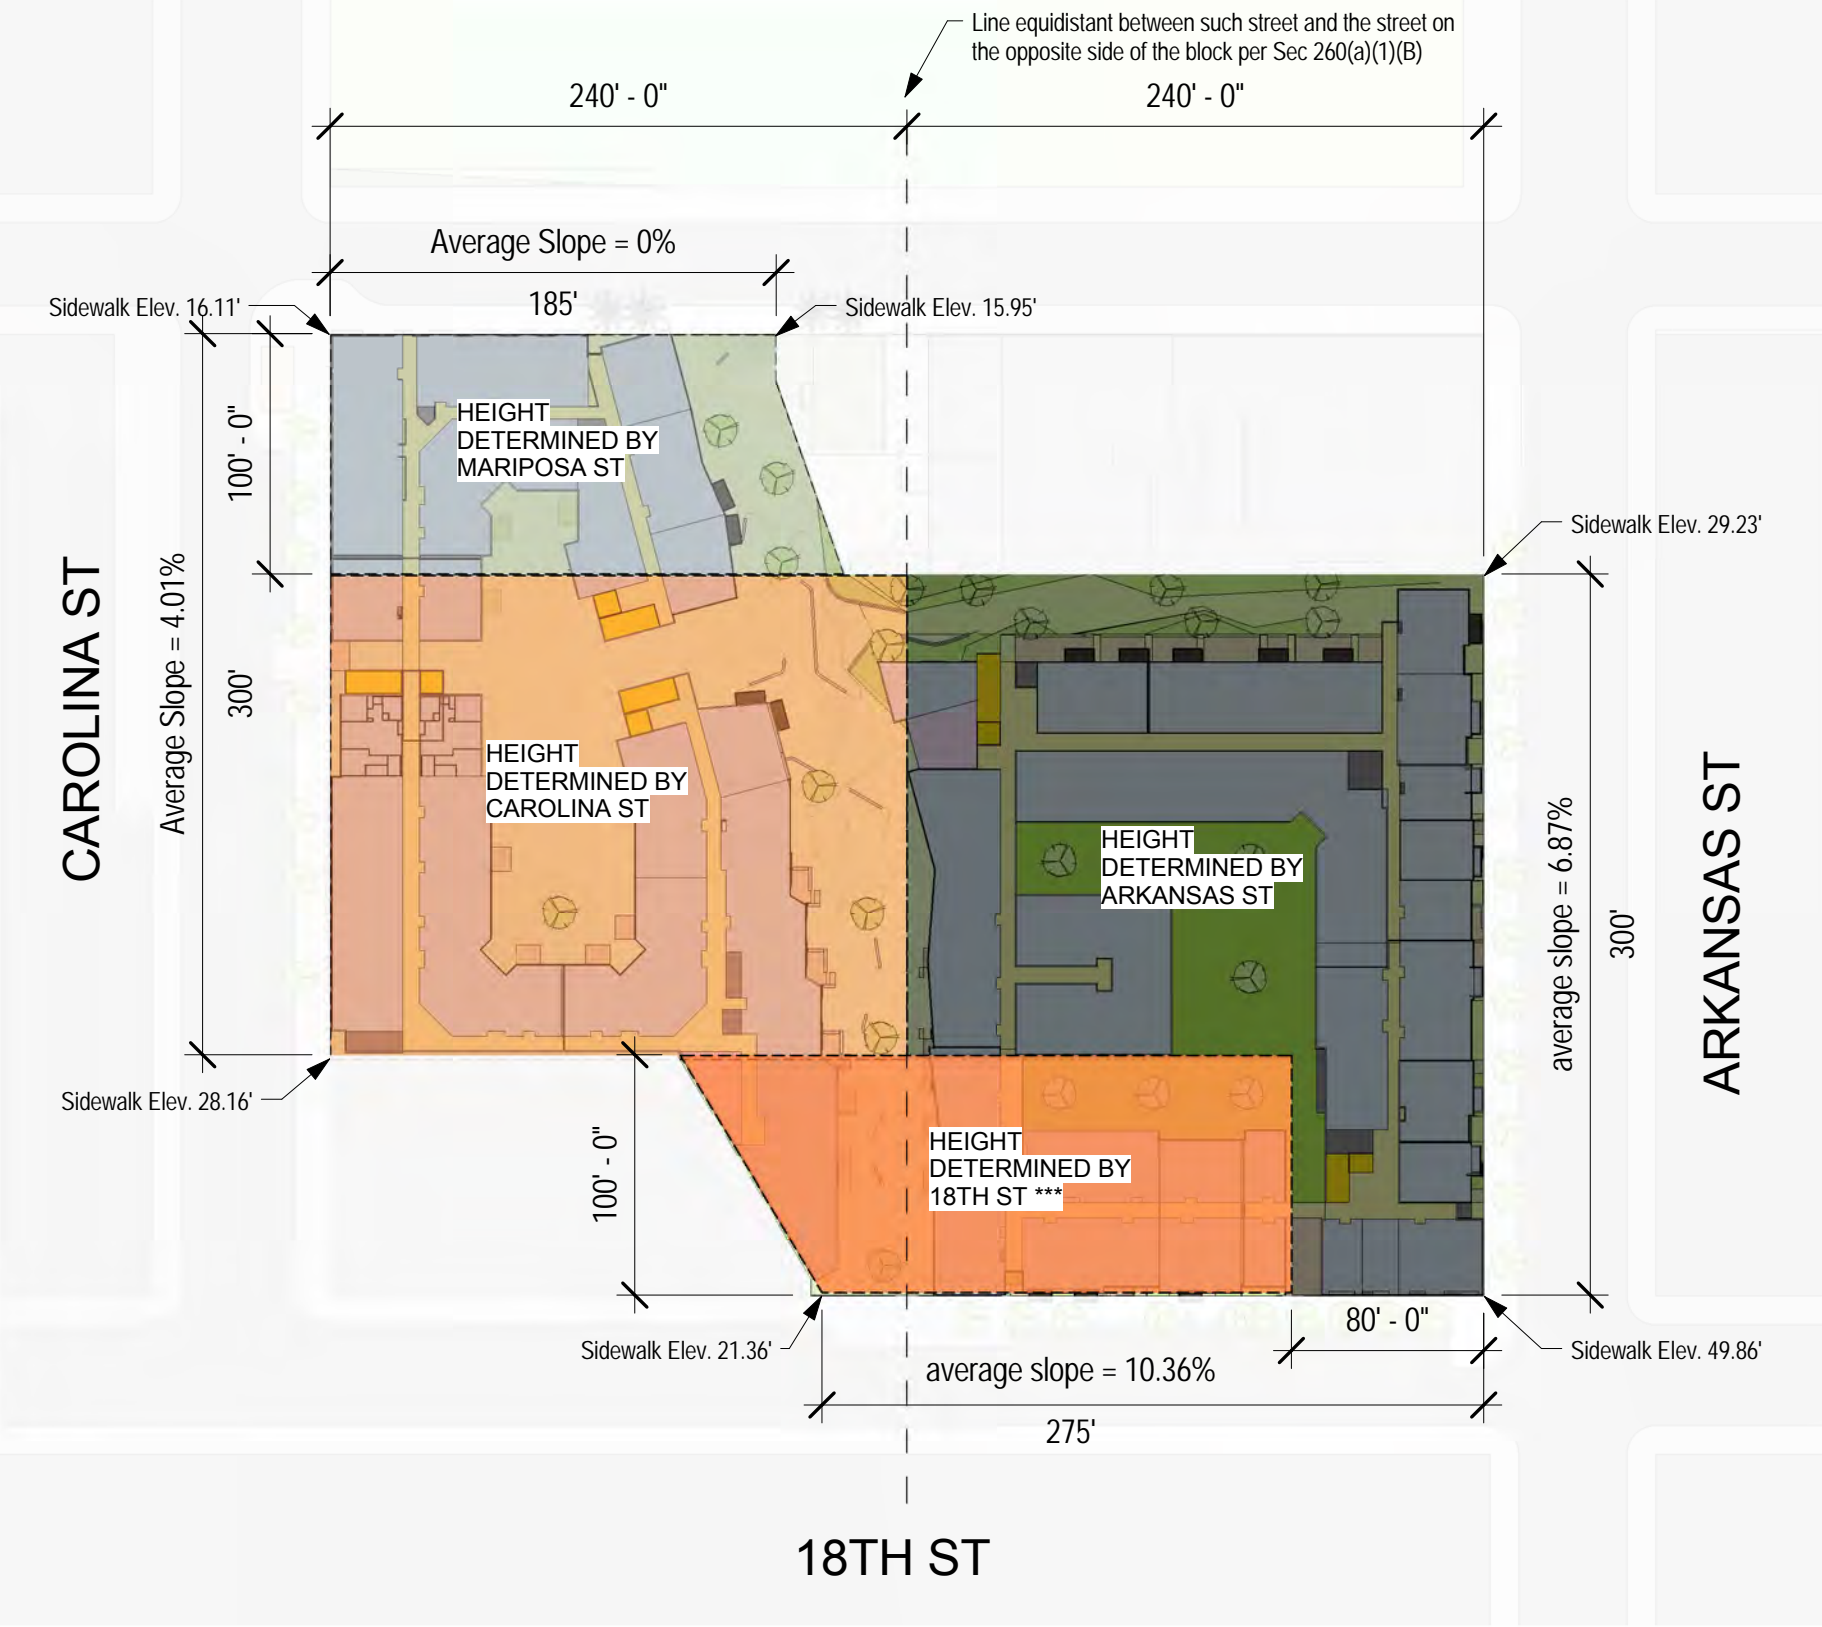 Line equidistant between such street and the street on
the opposite side of the block per Sec 260(a)(1)(B)
240' - 0"
240' - 0"
Average Slope = 0%
185'
Sidewalk Elev. 16.11'
Sidewalk Elev. 15.95'
100' - 0"
HEIGHT
DETERMINED BY
MARIPOSA ST
Sidewalk Elev. 29.23'
CAROLINA ST
Average Slope = 4.01%
300'
HEIGHT
DETERMINED BY
CAROLINA ST
HEIGHT
DETERMINED BY
ARKANSAS ST
average slope = 6.87%
300'
ARKANSAS ST
Sidewalk Elev. 28.16'
100' - 0"
HEIGHT
DETERMINED BY
18TH ST ***
80' - 0"
Sidewalk Elev. 21.36'
Sidewalk Elev. 49.86'
average slope = 10.36%
275'
18TH ST